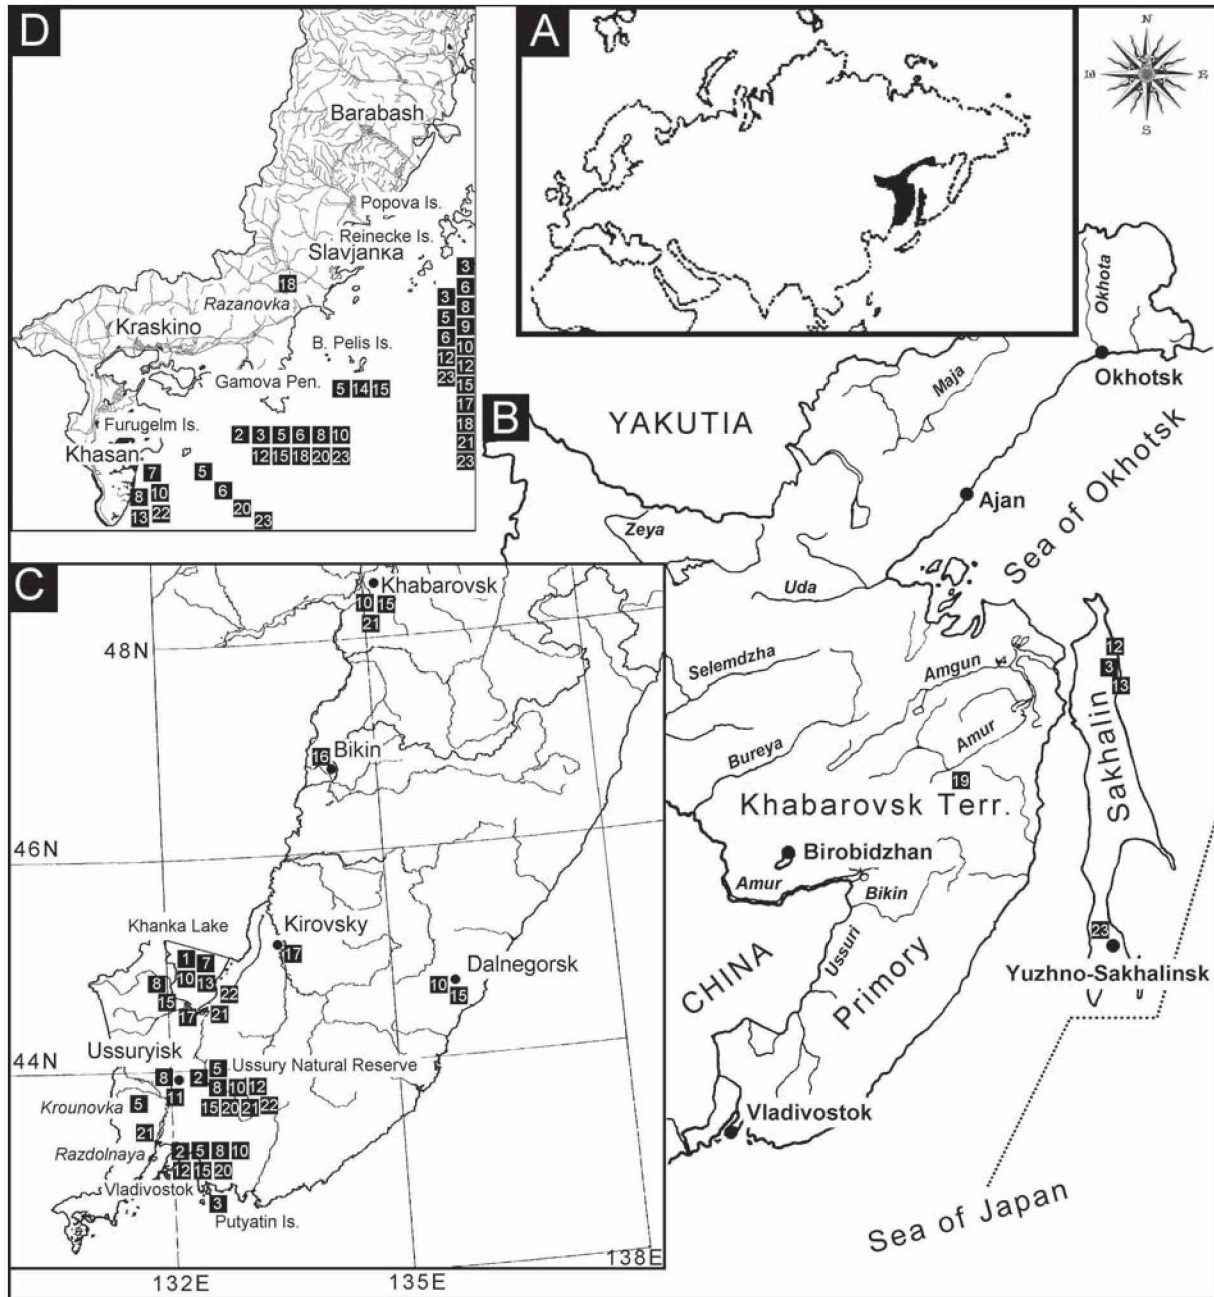 D
Barabash
Popova Is.
Reinecke Is.
Slavjanka
18
Razanovka
Kraskino
B. Pelis Is.
Gamova Pen.
5 14 15
3
5
6
12
23
3
6
8
9
10
12
15
17
18
21
23
Furugelm Is.
2 3 5 6 8 10
12 15 18 20 23
Khasan
7
8 10
13 22
5
6
20
23
A
N
W E
S
B
YAKUTIA
Maja
Okhota
Okhotsk
Sea of Okhotsk
Ajan
Zeya
Uda
Selemdzha
Amgun
Amur
Bureya
19
Khabarovsk Terr.
12
3
13
Sakhalin
Birobidzhan
Amur
Bikin
Ussuri
CHINA
Primory
23
Yuzhno-Sakhalinsk
Vladivostok
Sea of Japan
C
Khabarovsk
10 15
21
48N
16
Bikin
46N
Khanka Lake
Kirovsky
17
1 7
8 10 13
15 22
17 21
Dalnegorsk
10
15
Ussuryisk
44N
8
11
2
5
Ussury Natural Reserve
8 10 12
15 20 21 22
Krounovka
5
21
Razdolnaya
2 5 8 10
12 15 20
Vladivostok
3
Putyatin Is.
132E
135E
138E